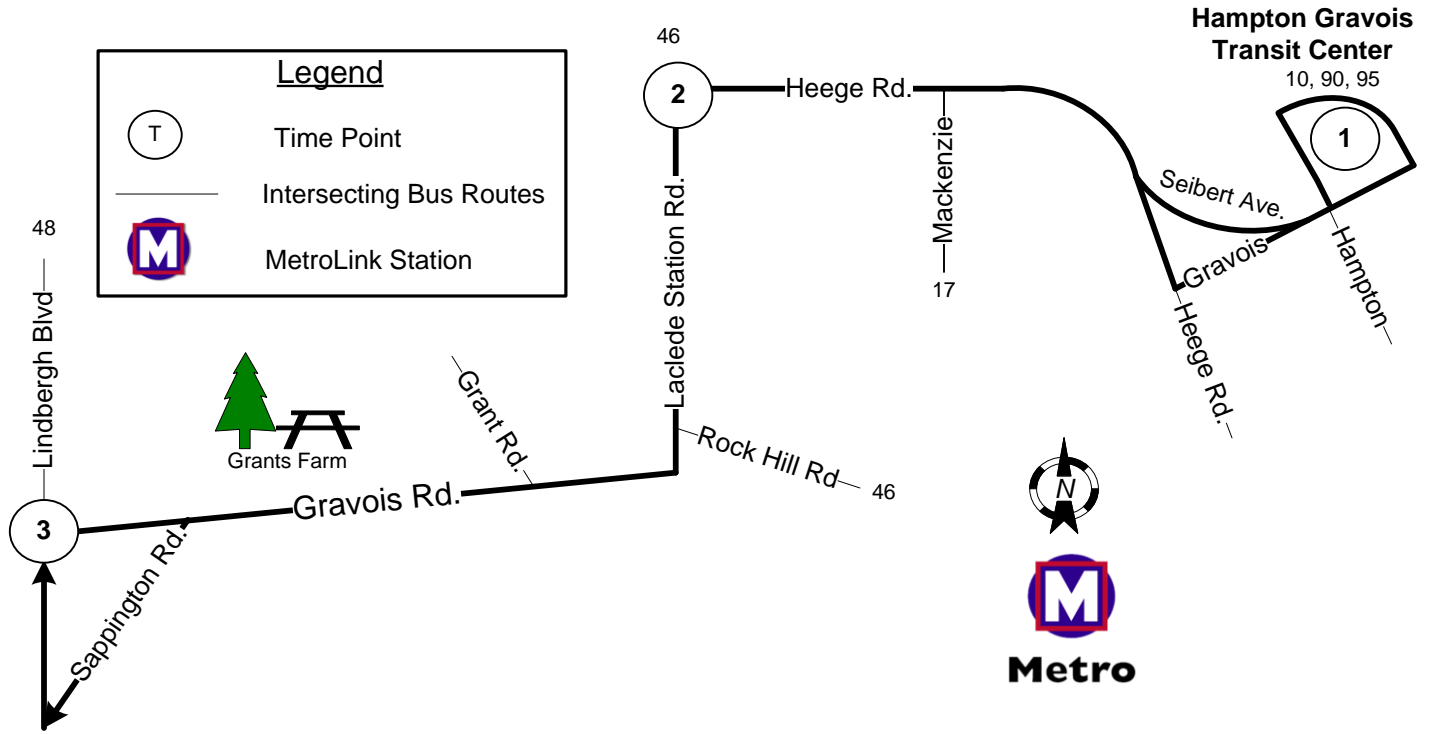 Hampton Gravois
Transit Center
10, 90, 95
1
46
2
Heege Rd.
Mackenzie
17
Seibert Ave.
Gravois
Hampton
Heege Rd.
Legend
T
Time Point
Intersecting Bus Routes
M
MetroLink Station
48
Lindbergh Blvd
Laclede Station Rd.
Grant Rd.
Grants Farm
Rock Hill Rd
46
Gravois Rd.
3
Sappington Rd.
N
M
Metro